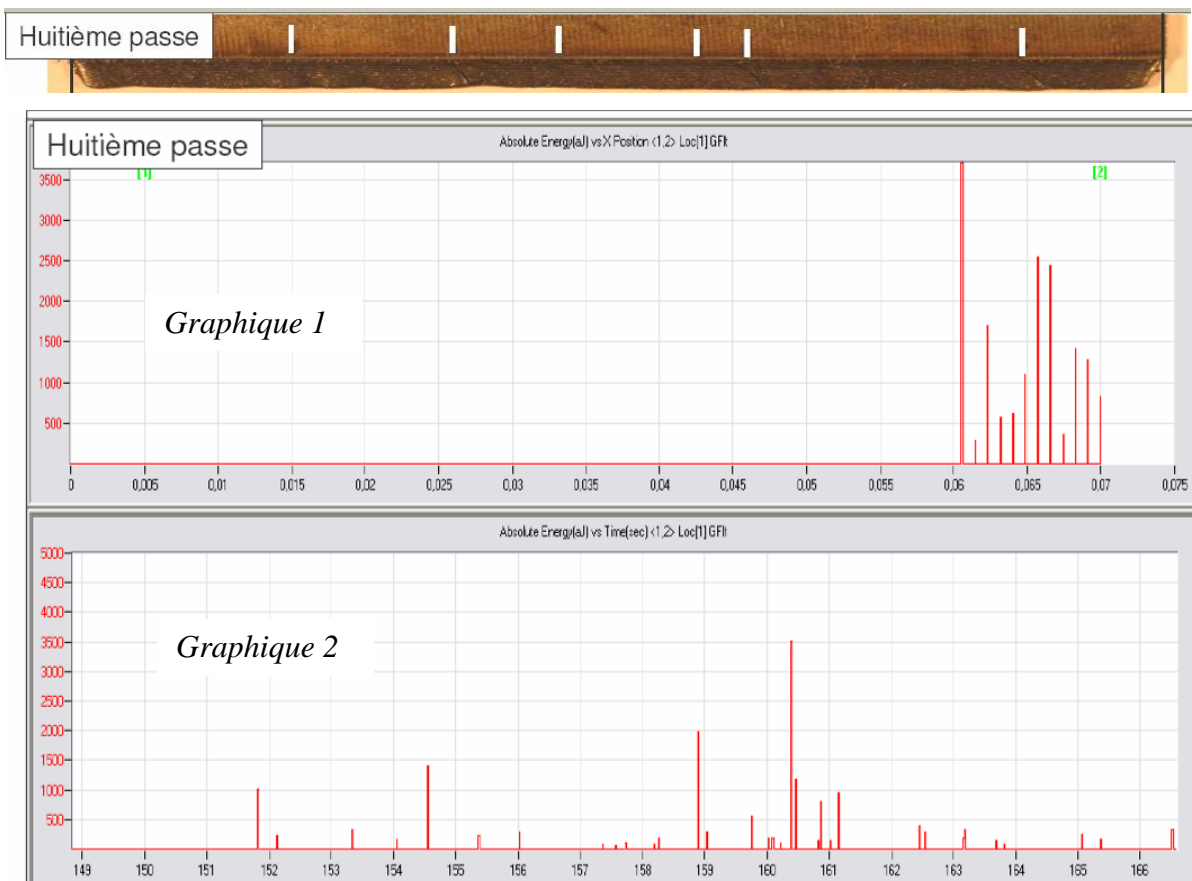 Huitième passe
Huitième passe
Absolute Energy(aJ) vs X Position <1,2> Loc[1] GFlt
[1] [2]
3500
3000
2500
2000
1500
1000
500
Graphique 1
0 0,005 0,01 0,015 0,02 0,025 0,03 0,035 0,04 0,045 0,05 0,055 0,06 0,065 0,07 0,075
Absolute Energy(aJ) vs Time(sec) <1,2> Loc[1] GFlt
5000
4500
4000
3500
3000
2500
2000
1500
1000
500
Graphique 2
149 150 151 152 153 154 155 156 157 158 159 160 161 162 163 164 165 166